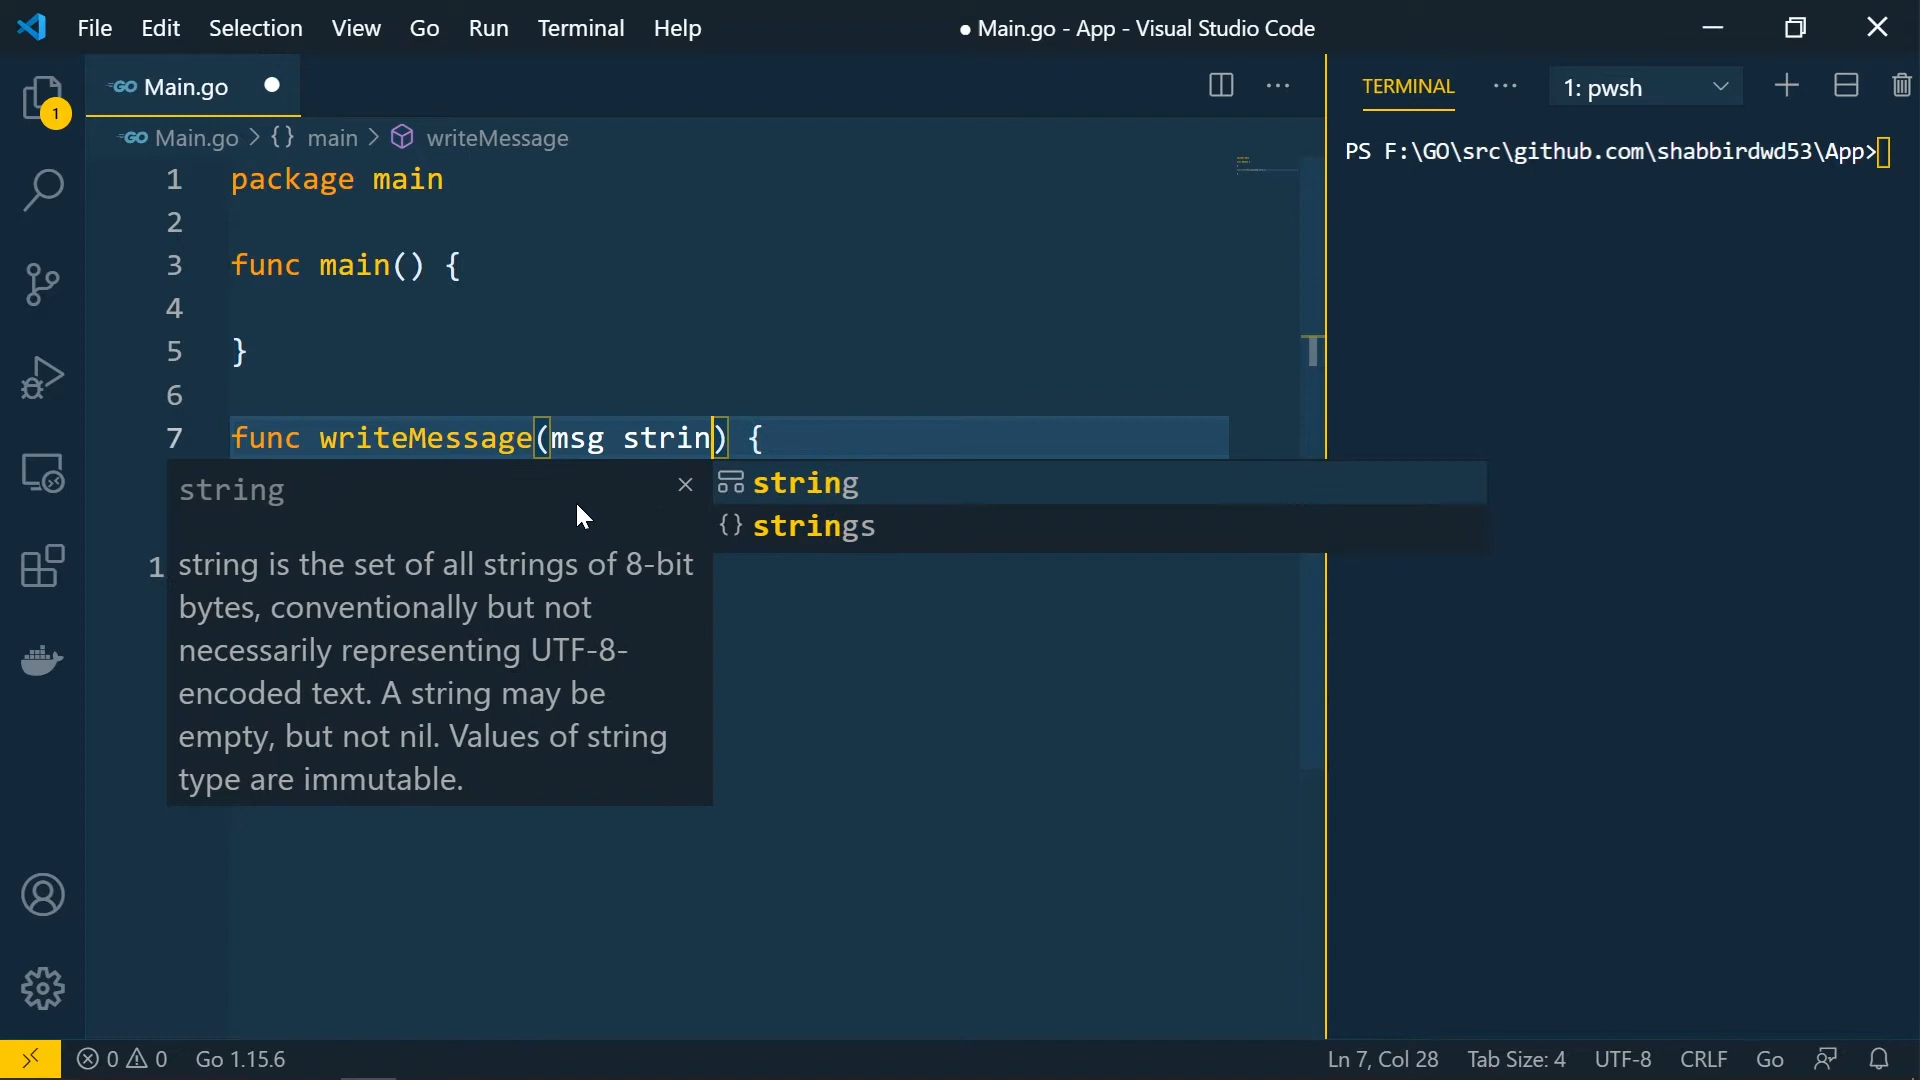 File Edit Selection View Go Run Terminal Help
● Main.go - App - Visual Studio Code
GO Main.go ●
TERMINAL ··· 1: pwsh
1
GO Main.go > {} main > writeMessage
PS F:\GO\src\github.com\shabbirdwd53\App>
1 package main
2
3 func main() {
4
5 }
6
7 func writeMessage(msg strin) {
string ×
string
{} strings
1
string is the set of all strings of 8-bit
bytes, conventionally but not
necessarily representing UTF-8-
encoded text. A string may be
empty, but not nil. Values of string
type are immutable.
0 0 Go 1.15.6
Ln 7, Col 28 Tab Size: 4 UTF-8 CRLF Go